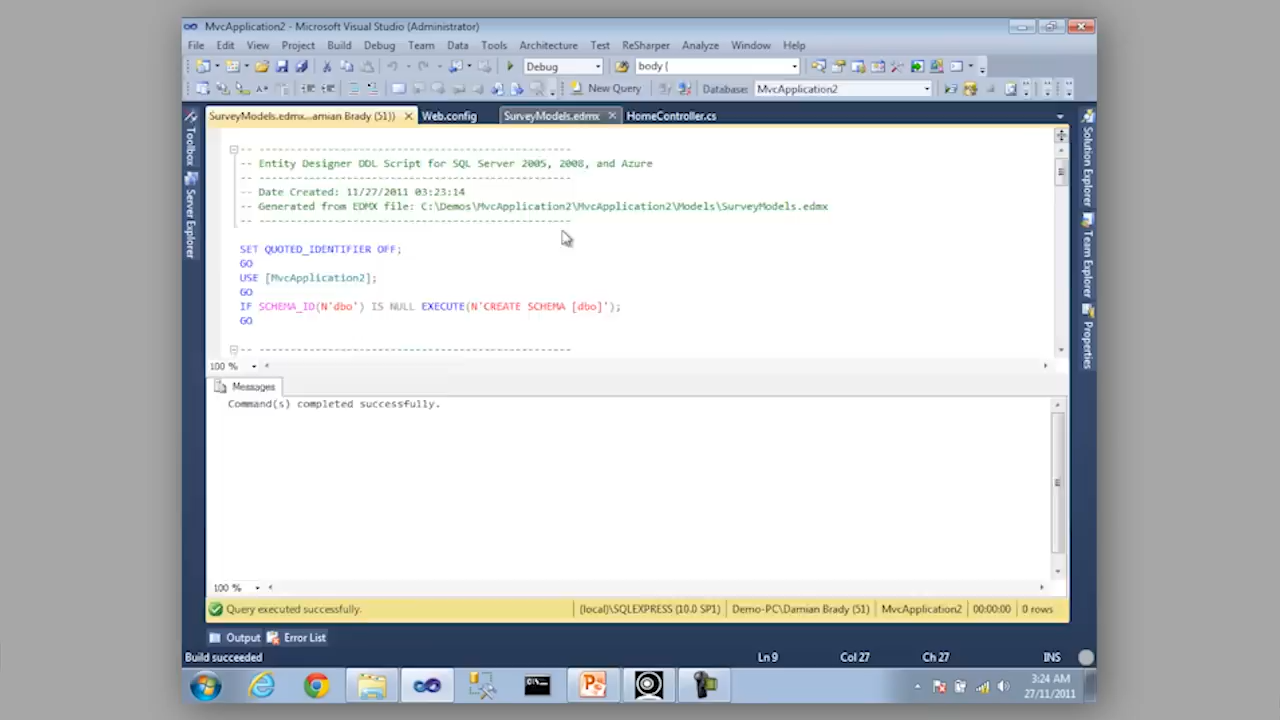 MvcApplication2 - Microsoft Visual Studio (Administrator)
File Edit View Project Build Debug Team Data Tools Architecture Test ReSharper Analyze Window Help
Debug body {
New Query Database: MvcApplication2
SurveyModels.edmx...amian Brady (51)) Web.config SurveyModels.edmx HomeController.cs
Toolbox
Server Explorer
Solution Explorer
Team Explorer
Properties
-- --------------------------------------------------
-- Entity Designer DDL Script for SQL Server 2005, 2008, and Azure
-- --------------------------------------------------
-- Date Created: 11/27/2011 03:23:14
-- Generated from EDMX file: C:\Demos\MvcApplication2\MvcApplication2\Models\SurveyModels.edmx
-- --------------------------------------------------
SET QUOTED_IDENTIFIER OFF;
GO
USE [MvcApplication2];
GO
IF SCHEMA_ID(N'dbo') IS NULL EXECUTE(N'CREATE SCHEMA [dbo]');
GO
-- --------------------------------------------------
100 %
Messages
Command(s) completed successfully.
100 %
Query executed successfully. (local)\SQLEXPRESS (10.0 SP1) Demo-PC\Damian Brady (51) MvcApplication2 00:00:00 0 rows
Output Error List
Build succeeded Ln 9 Col 27 Ch 27 INS
3:24 AM
27/11/2011